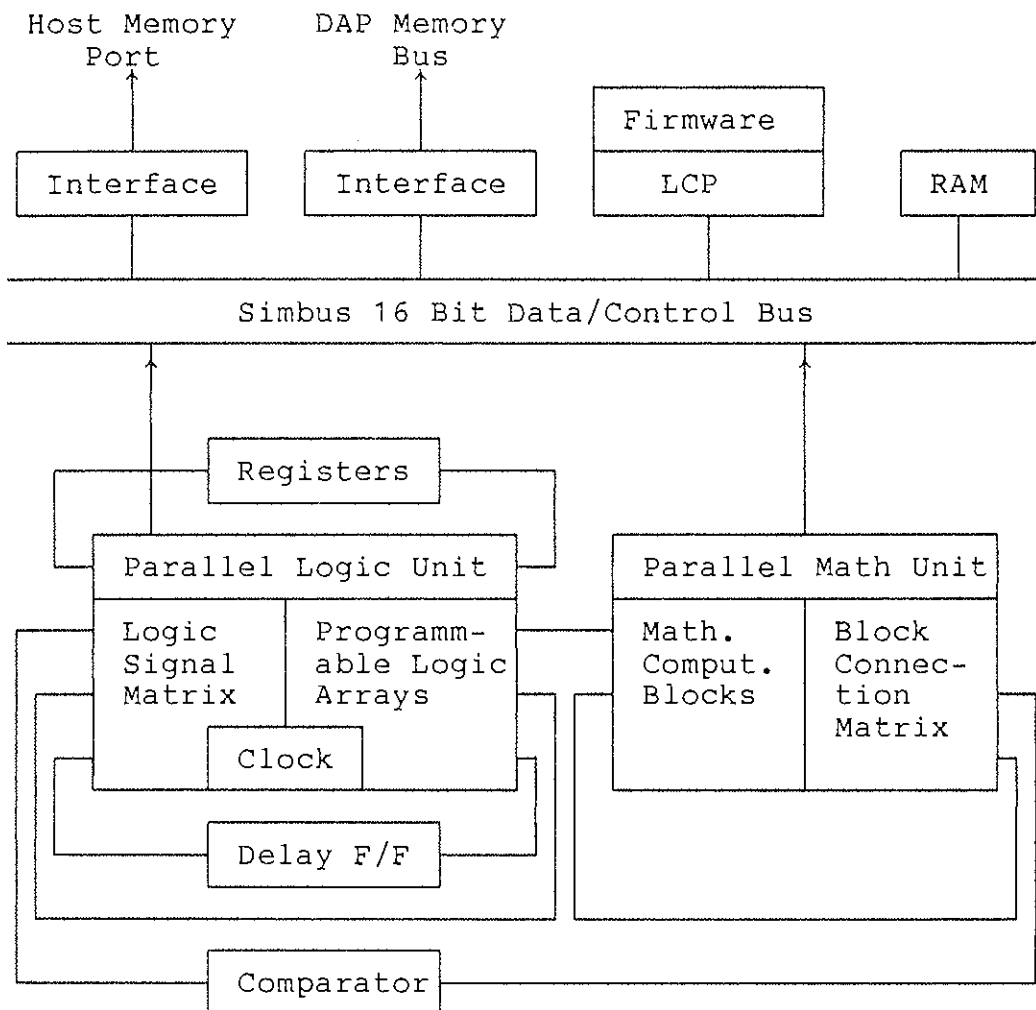 Host Memory
Port
DAP Memory
Bus
Firmware
Interface
Interface
LCP
RAM
Simbus 16 Bit Data/Control Bus
Registers
Parallel Logic Unit
Parallel Math Unit
Logic
Signal
Matrix
Programm-
able Logic
Arrays
Math.
Comput.
Blocks
Block
Connec-
tion
Matrix
Clock
Delay F/F
Comparator